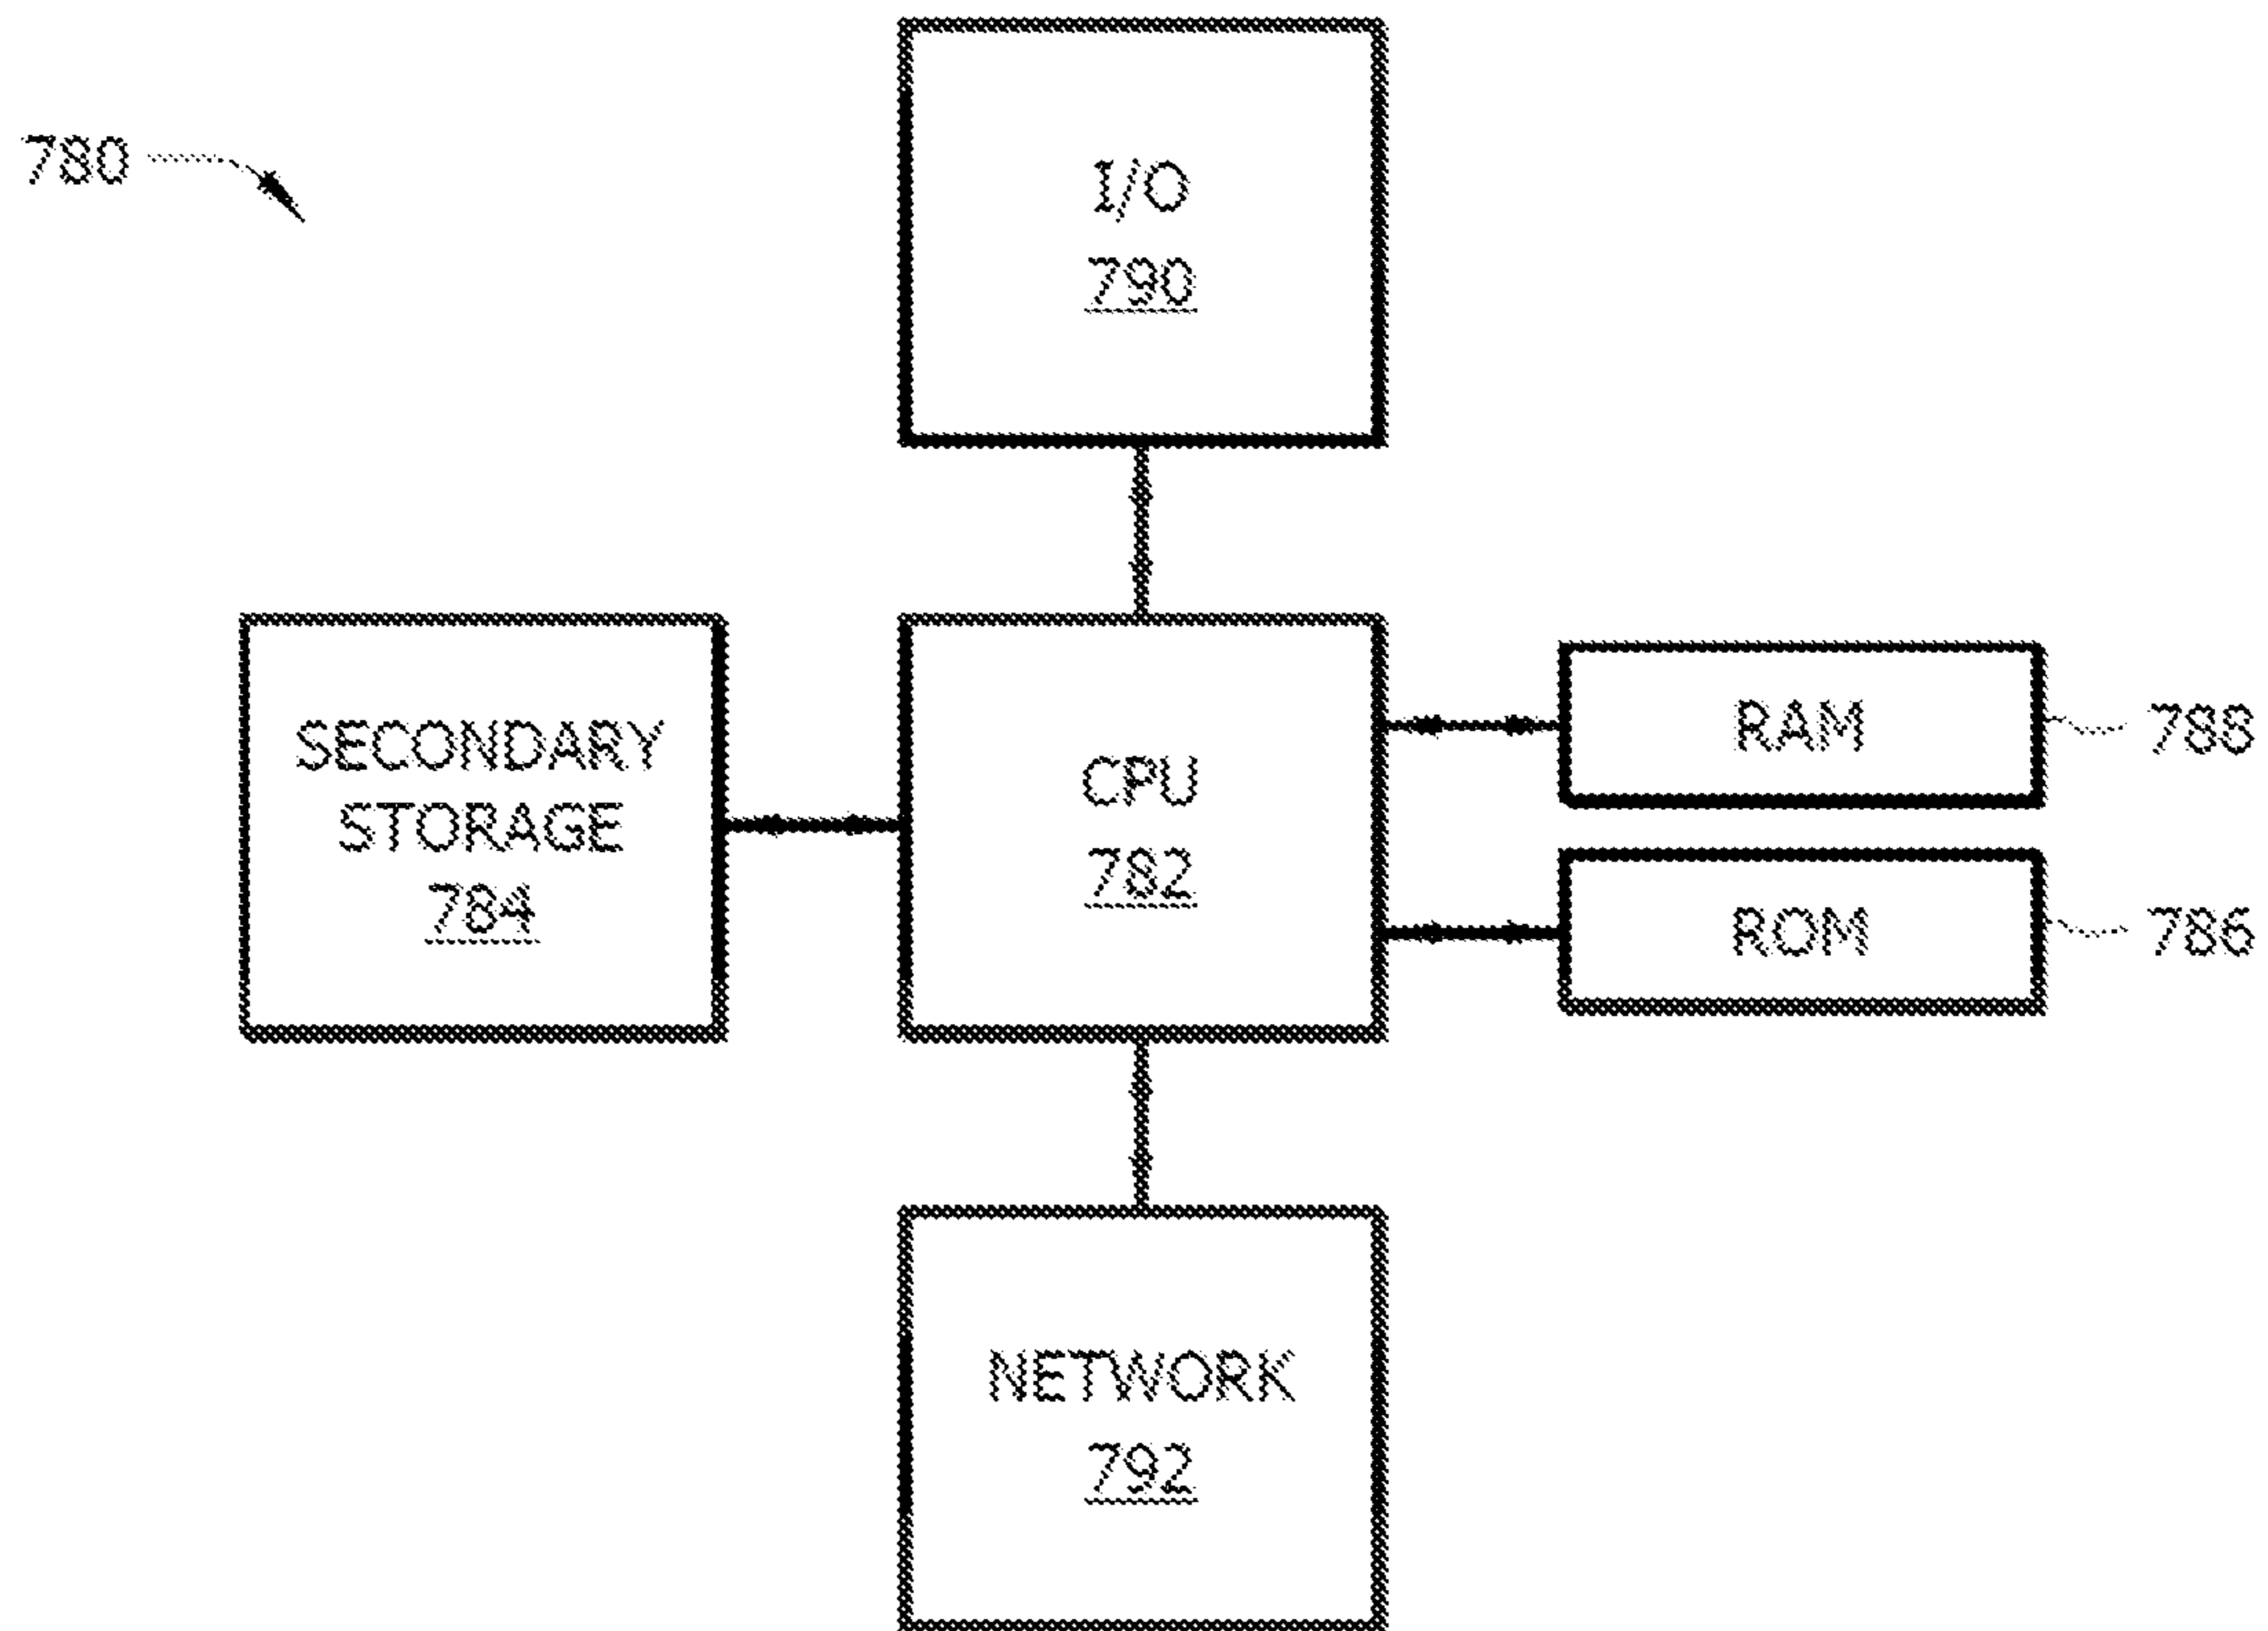 780
I/O
790
SECONDARY
STORAGE
784
CPU
782
RAM
788
ROM
786
NETWORK
792